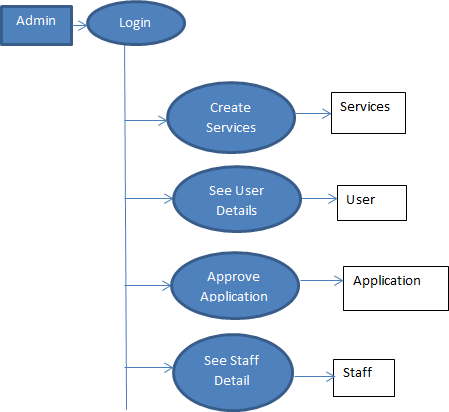 Admin
Login
Create
Services
Services
See User
Details
User
Approve
Application
Application
See Staff
Detail
Staff